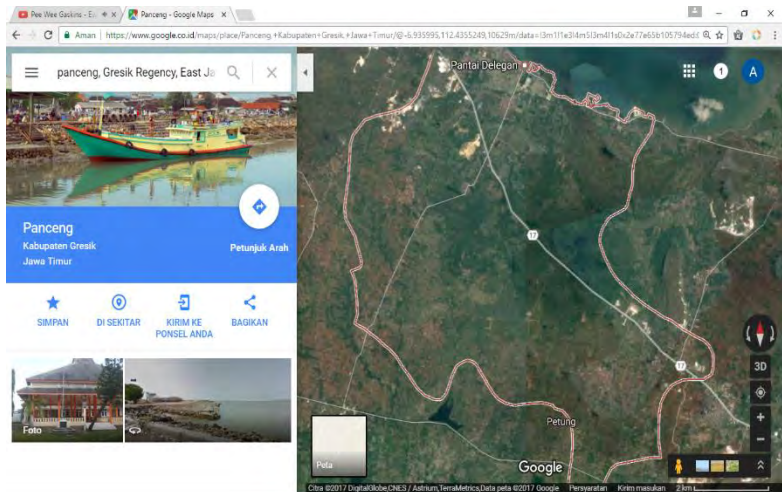 Pee Wee Gaskins - E
Panceng - Google Maps
Aman
https://www.google.co.id/maps/place/Panceng,+Kabupaten+Gresik,+Jawa+Timur/@-6.935995,112.4355249,10629m/
panceng, Gresik Regency, East Ja
Panceng
Kabupaten Gresik
Jawa Timur
Petunjuk Arah
SIMPAN
DI SEKITAR
KIRIM KE
PONSEL ANDA
BAGIKAN
Foto
Pantai Delegan
1
A
17
17
Petung
Peta
Google
3D
Citra ©2017 DigitalGlobe,CNES / Astrium,TerraMetrics,Data peta ©2017 Google Persyaratan Kirim masukan 2 km